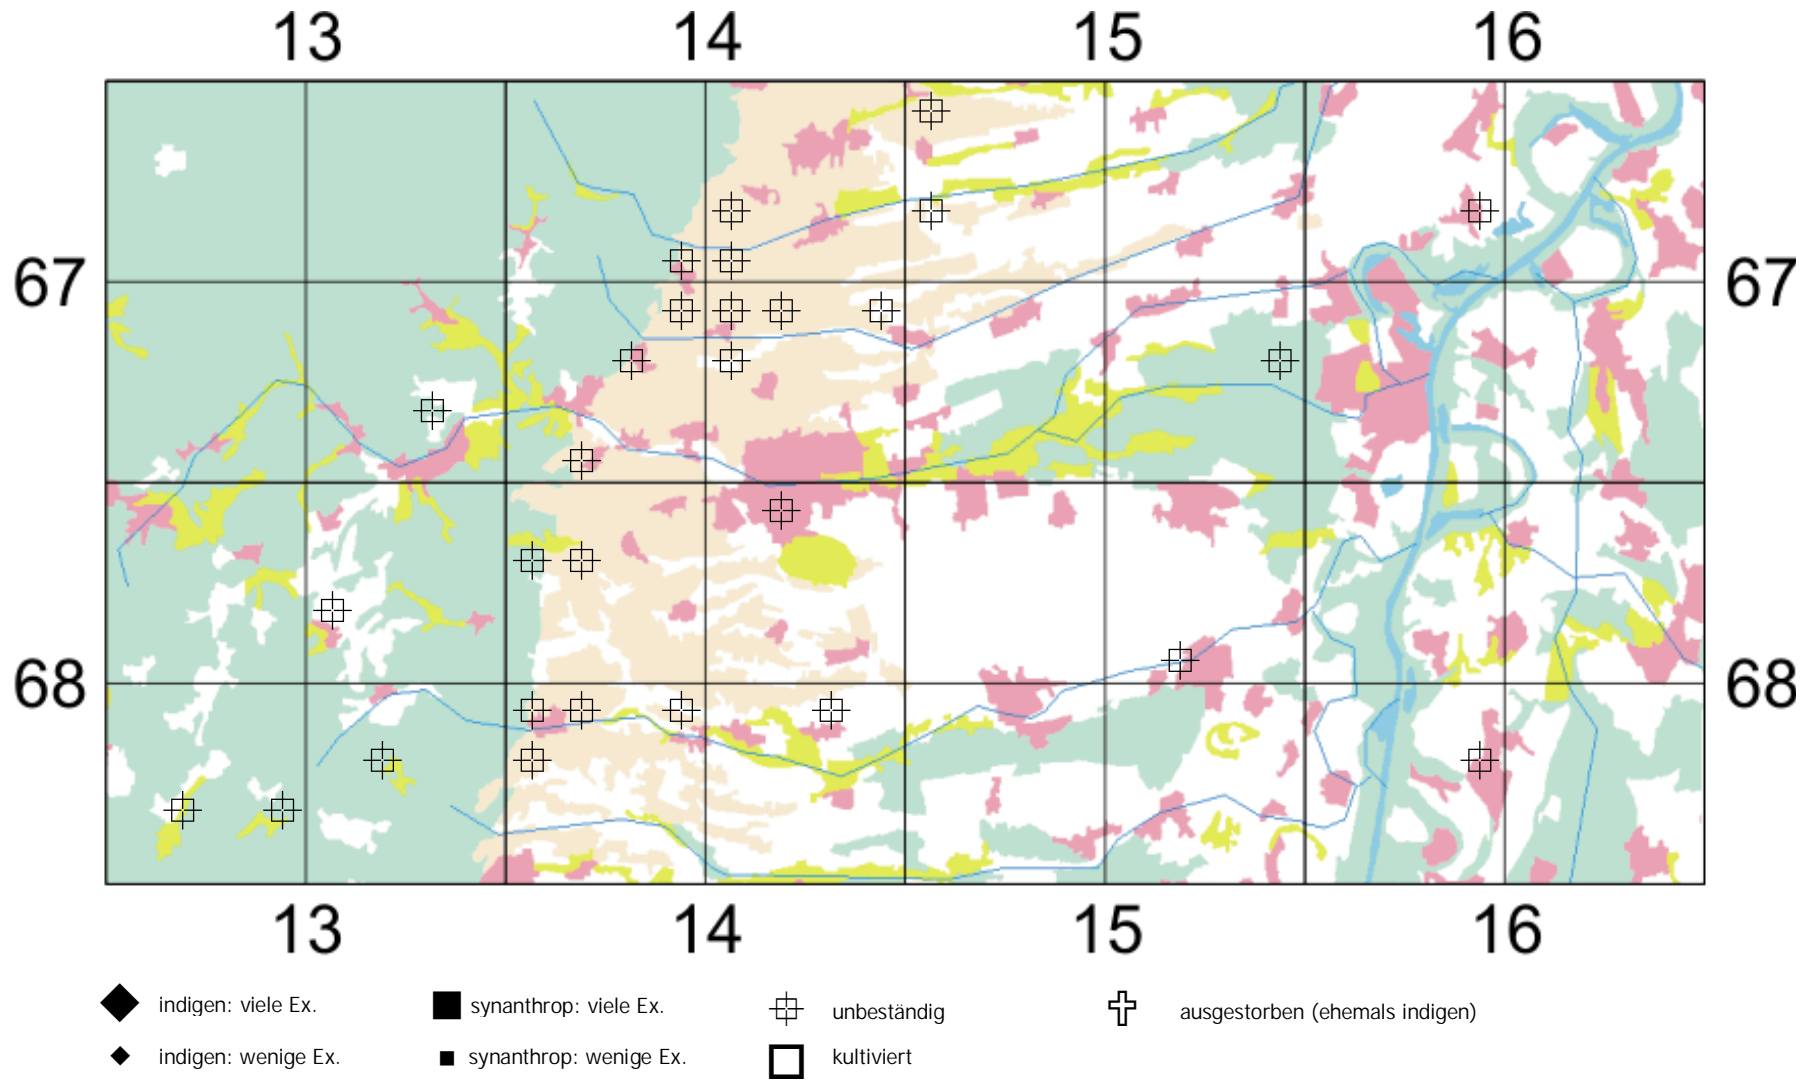 13 14 15 16
67 67
68 68
13 14 15 16
indigen: viele Ex. synanthrop: viele Ex. unbeständig ausgestorben (ehemals indigen)
indigen: wenige Ex. synanthrop: wenige Ex. kultiviert